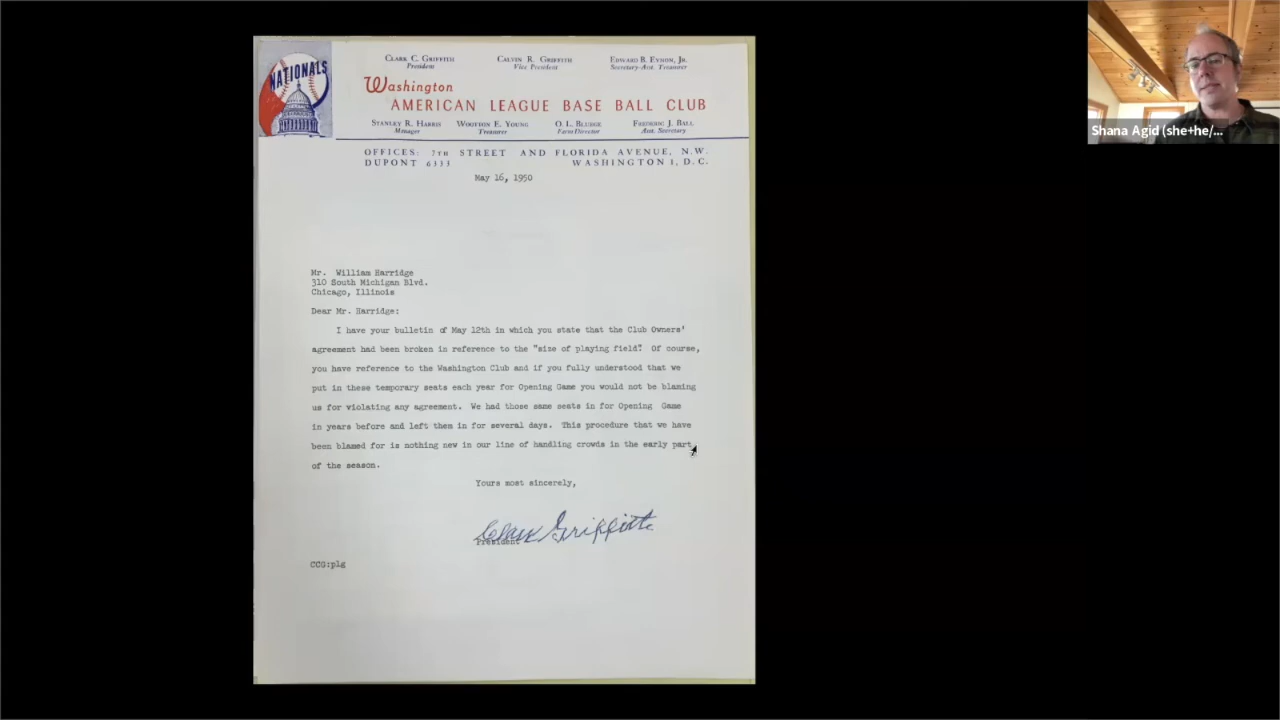 NATIONALS
CLARK C. GRIFFITH
President
CALVIN R. GRIFFITH
Vice President
EDWARD B. EYNON, JR.
Secretary-Asst. Treasurer
Washington
AMERICAN LEAGUE BASE BALL CLUB
STANLEY R. HARRIS
Manager
WOOTTON E. YOUNG
Treasurer
O. L. BLUEGE
Farm Director
J. BALL
Asst. Secretary
OFFICES: 7TH STREET AND FLORIDA AVENUE, N.W.
DUPONT 6333 WASHINGTON 1, D.C.
May 16, 1950
Mr. William Harridge
310 South Michigan Blvd.
Chicago, Illinois
Dear Mr. Harridge:
I have your bulletin of May 12th in which you state that the Club Owners'
agreement had been broken in reference to the "size of playing field". Of course,
you have reference to the Washington Club and if you fully understood that we
put in these temporary seats each year for Opening Game you would not be blaming
us for violating any agreement. We had those same seats in for Opening Game
in years before and left them in for several days. This procedure that we have
been blamed for is nothing new in our line of handling crowds in the early part
of the season.
Yours most sincerely,
Clark Griffith
President
CCG:plg
Shana Agid (she+he/...